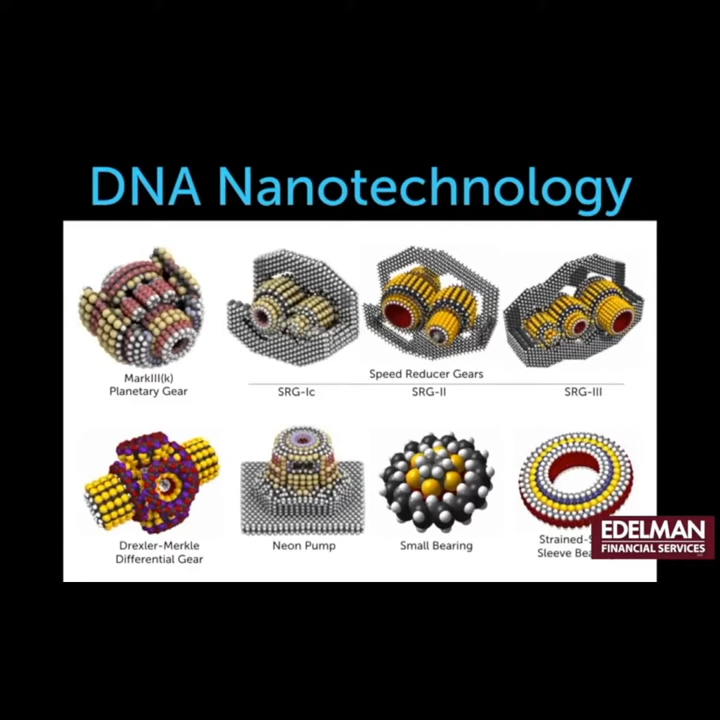 DNA Nanotechnology
MarkIII(k)
Planetary Gear
Speed Reducer Gears
SRG-Ic
SRG-II
SRG-III
Drexler-Merkle
Differential Gear
Neon Pump
Small Bearing
Sleeve
EDELMAN
FINANCIAL SERVICES